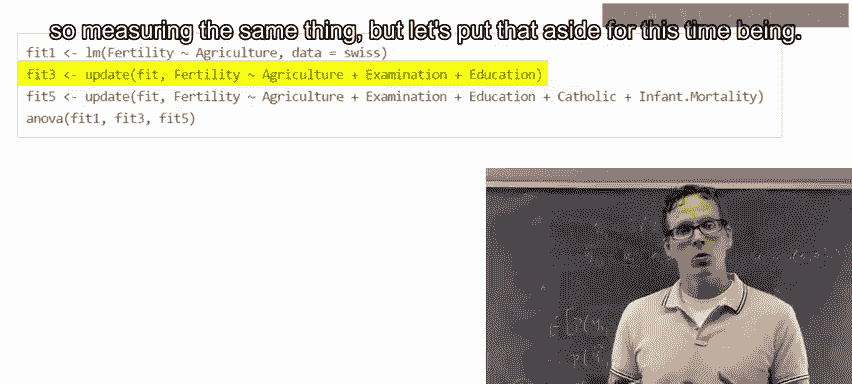 so measuring the same thing, but let's put that aside for this time being.
fit1 <- lm(Fertility ~ Agriculture, data = swiss)
fit3 <- update(fit, Fertility ~ Agriculture + Examination + Education)
fit5 <- update(fit, Fertility ~ Agriculture + Examination + Education + Catholic + Infant.Mortality)
anova(fit1, fit3, fit5)